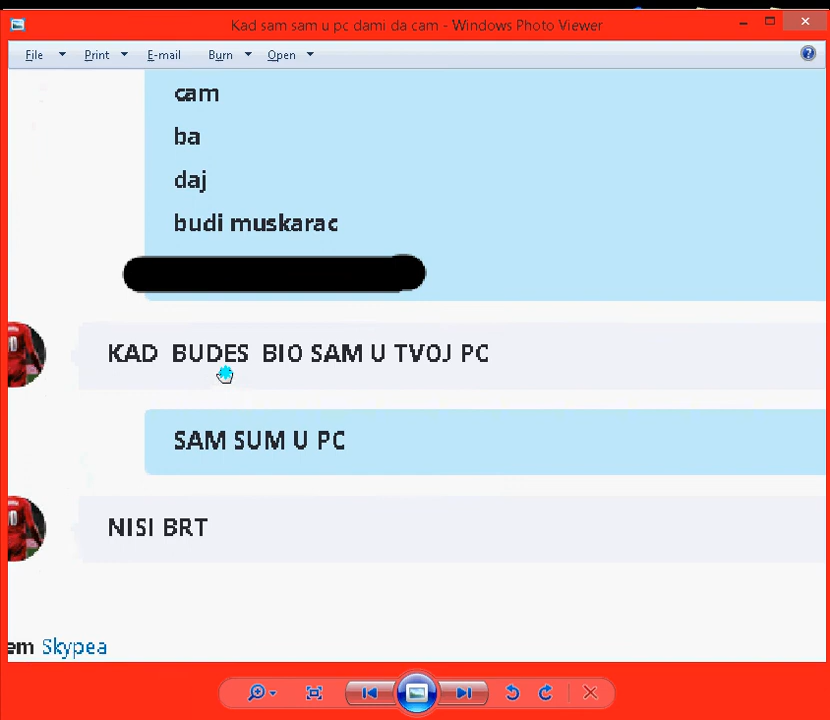 Kad sam sam u pc dami da cam - Windows Photo Viewer
File Print E-mail Burn Open
cam
ba
daj
budi muskarac
KAD BUDES BIO SAM U TVOJ PC
SAM SUM U PC
NISI BRT
em Skypea